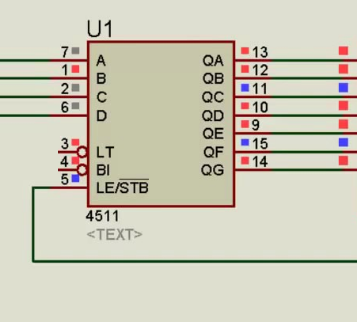 U1
7 A QA 13
1 B QB 12
2 C QC 11
6 D QD 10
QE 9
3 LT QF 15
4 BI QG 14
5 LE/STB
4511
<TEXT>